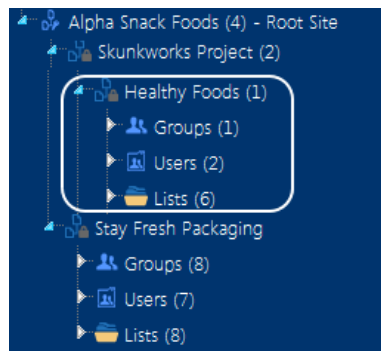 Alpha Snack Foods (4) - Root Site
Skunkworks Project (2)
Healthy Foods (1)
Groups (1)
Users (2)
Lists (6)
Stay Fresh Packaging
Groups (8)
Users (7)
Lists (8)